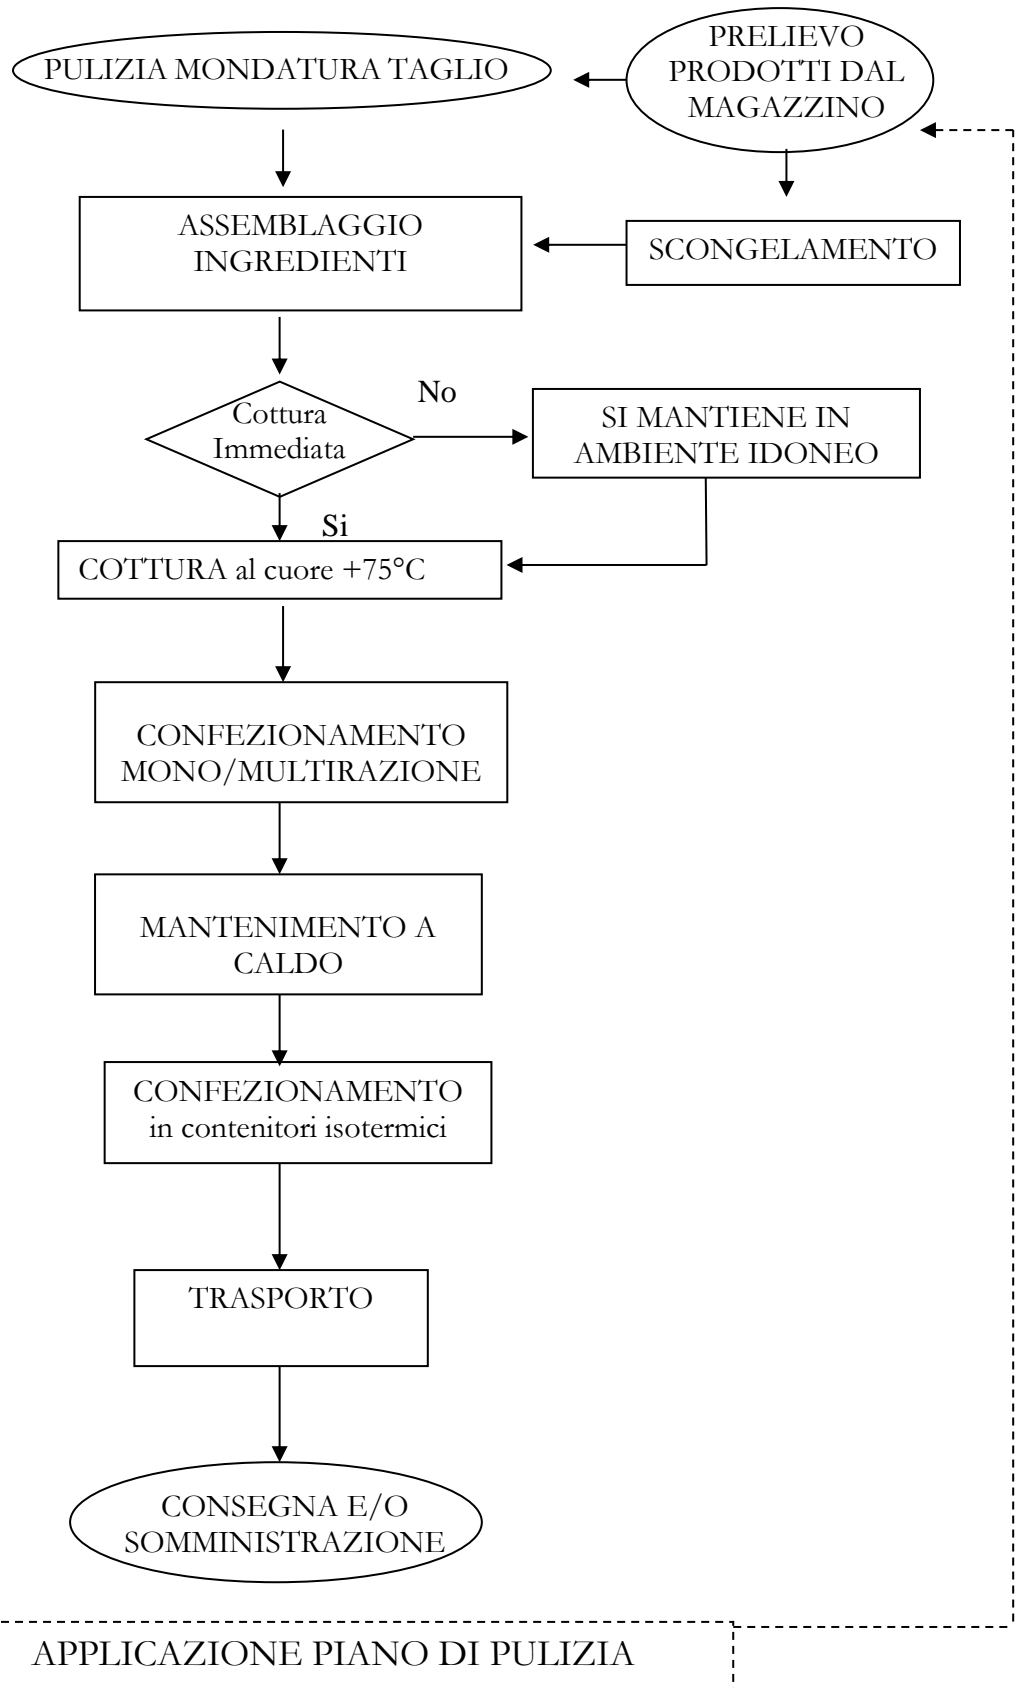 PRELIEVO
PRODOTTI DAL
MAGAZZINO
PULIZIA MONDATURA TAGLIO
ASSEMBLAGGIO
INGREDIENTI
SCONGELAMENTO
Cottura
Immediata
No
SI MANTIENE IN
AMBIENTE IDONEO
Si
COTTURA al cuore +75°C
CONFEZIONAMENTO
MONO/MULTIRAZIONE
MANTENIMENTO A
CALDO
CONFEZIONAMENTO
in contenitori isotermici
TRASPORTO
CONSEGNA E/O
SOMMINISTRAZIONE
APPLICAZIONE PIANO DI PULIZIA